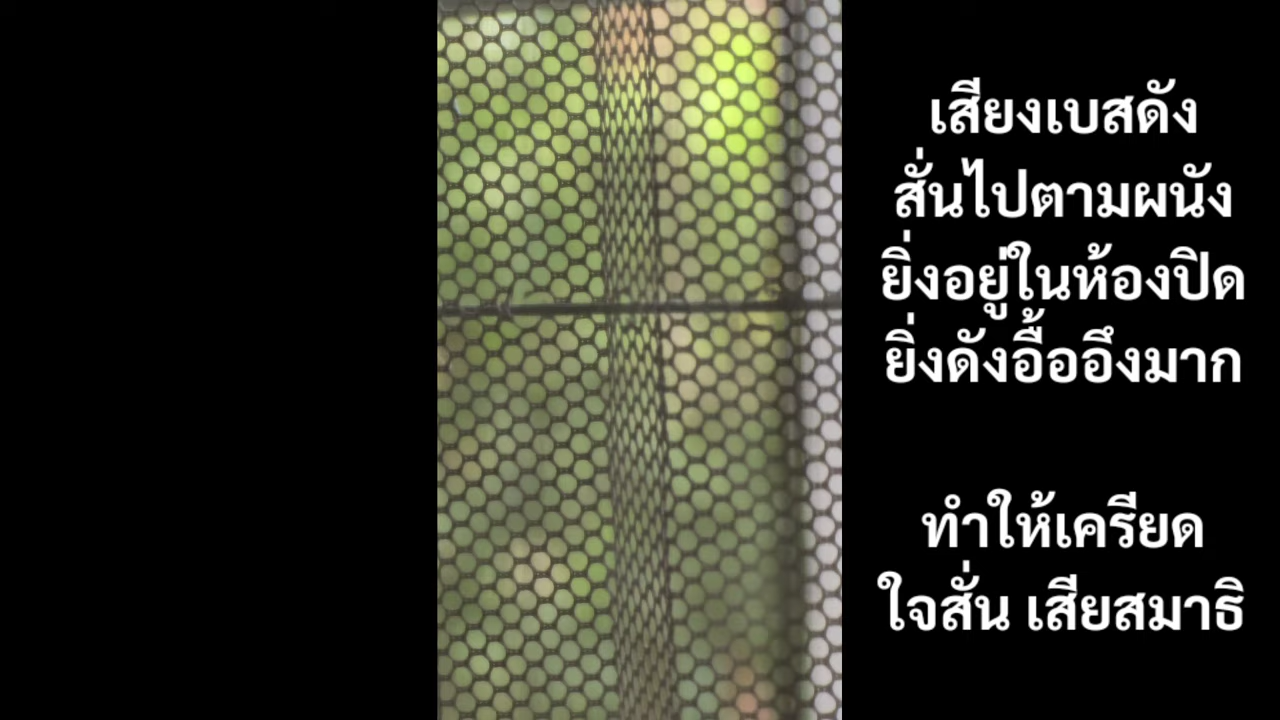 เสียงเบสดัง
สั่นไปตามผนัง
ยิ่งอยู่ในห้องปิด
ยิ่งดังอื้ออึงมาก
ทำให้เครียด
ใจสั่น เสียสมาธิ